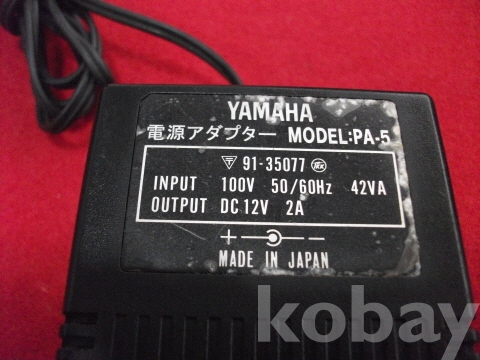 YAMAHA
電源アダプター MODEL:PA-5
91-35077
INPUT 100V 50/60Hz 42VA
OUTPUT DC12V 2A
+ -
MADE IN JAPAN
kobay